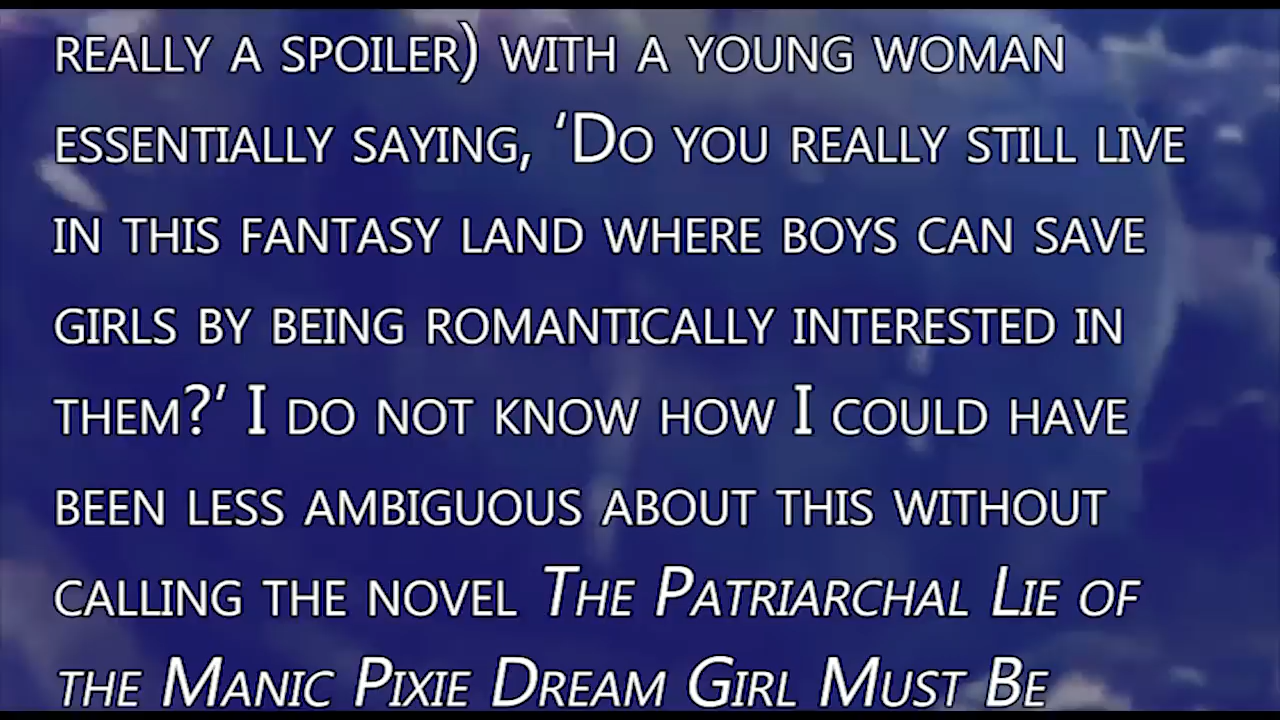 REALLY A SPOILER) WITH A YOUNG WOMAN
ESSENTIALLY SAYING, ‘DO YOU REALLY STILL LIVE
IN THIS FANTASY LAND WHERE BOYS CAN SAVE
GIRLS BY BEING ROMANTICALLY INTERESTED IN
THEM?’ I DO NOT KNOW HOW I COULD HAVE
BEEN LESS AMBIGUOUS ABOUT THIS WITHOUT
CALLING THE NOVEL THE PATRIARCHAL LIE OF
THE MANIC PIXIE DREAM GIRL MUST BE